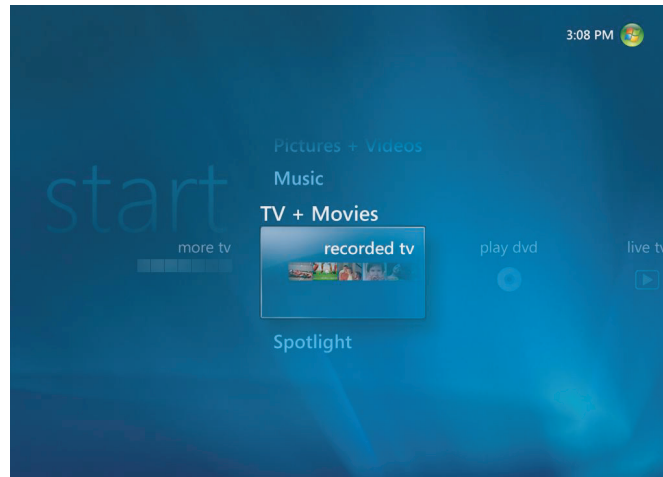 3:08 PM
Pictures + Videos
start
Music
TV + Movies
more tv
recorded tv
play dvd
live tv
Spotlight